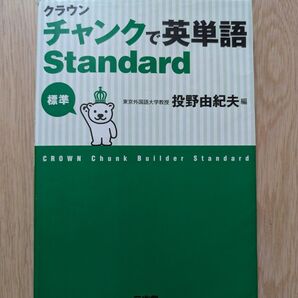 クラウン
チャンクで英単語
Standard
標準
東京外国語大学教授 投野由紀夫 編
CROWN Chunk Builder Standard